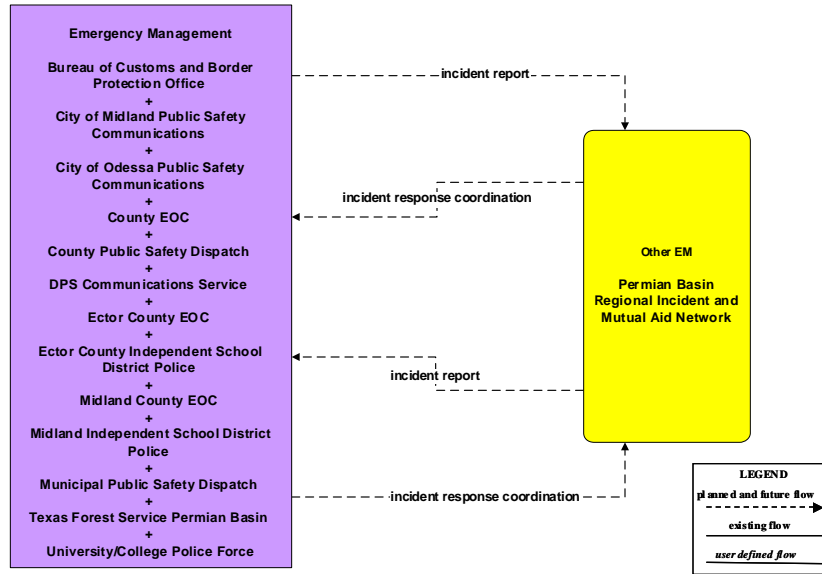 Emergency Management
Bureau of Customs and Border
Protection Office
+
City of Midland Public Safety
Communications
+
City of Odessa Public Safety
Communications
+
County EOC
+
County Public Safety Dispatch
+
DPS Communications Service
+
Ector County EOC
+
Ector County Independent School
District Police
+
Midland County EOC
+
Midland Independent School District
Police
+
Municipal Public Safety Dispatch
+
Texas Forest Service Permian Basin
+
University/College Police Force
incident report
incident response coordination
incident report
incident response coordination
Other EM
Permian Basin
Regional Incident and
Mutual Aid Network
LEGEND
planned and future flow
existing flow
user defined flow